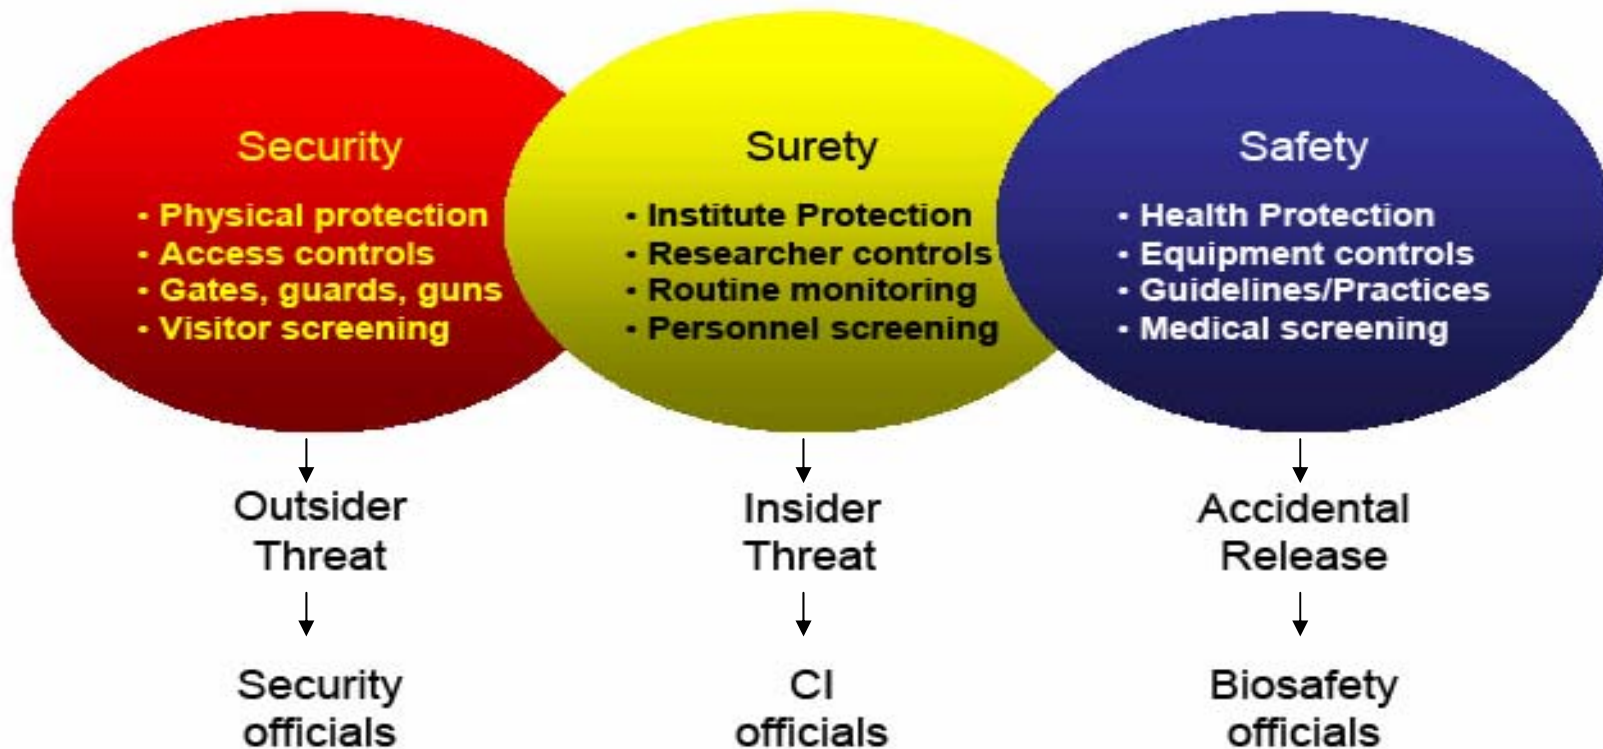 Security
• Physical protection
• Access controls
• Gates, guards, guns
• Visitor screening
Surety
• Institute Protection
• Researcher controls
• Routine monitoring
• Personnel screening
Safety
• Health Protection
• Equipment controls
• Guidelines/Practices
• Medical screening
Outsider
Threat
Insider
Threat
Accidental
Release
Security
officials
CI
officials
Biosafety
officials